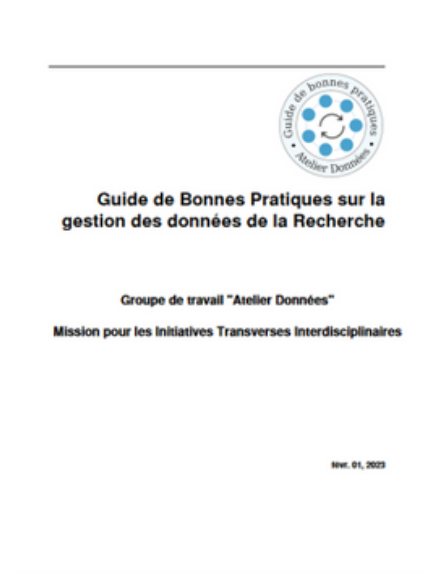 Guide de bonnes pratiques
• Atelier Données •
Guide de Bonnes Pratiques sur la
gestion des données de la Recherche
Groupe de travail "Atelier Données"
Mission pour les Initiatives Transverses Interdisciplinaires
févr. 01, 2023